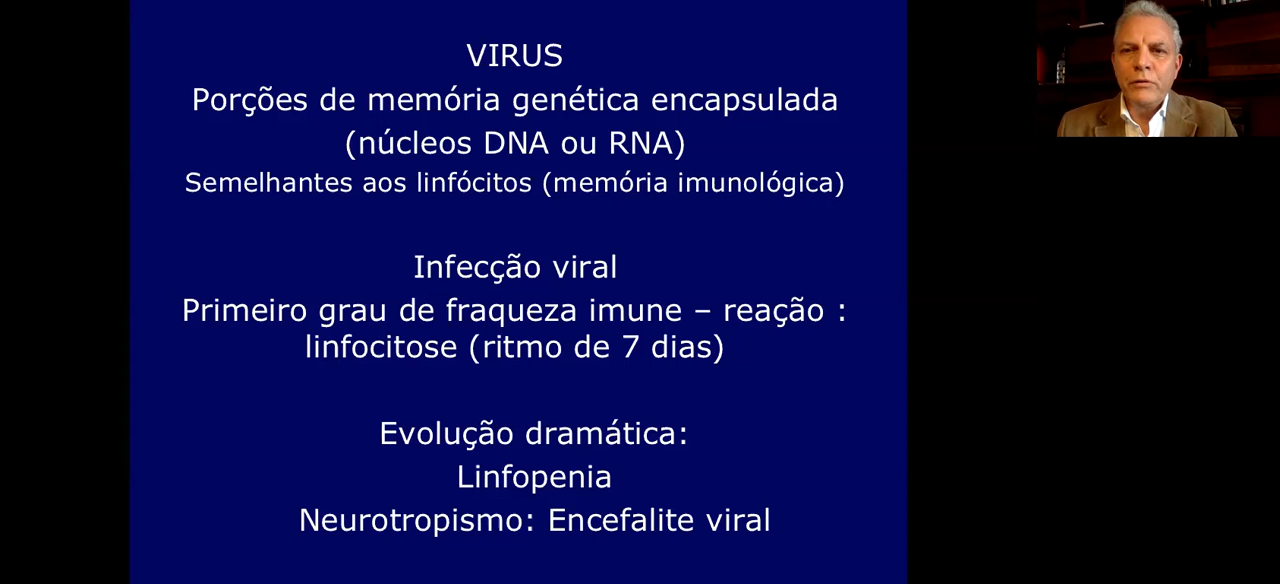 VIRUS
Porções de memória genética encapsulada
(núcleos DNA ou RNA)
Semelhantes aos linfócitos (memória imunológica)
Infecção viral
Primeiro grau de fraqueza imune – reação :
linfocitose (ritmo de 7 dias)
Evolução dramática:
Linfopenia
Neurotropismo: Encefalite viral